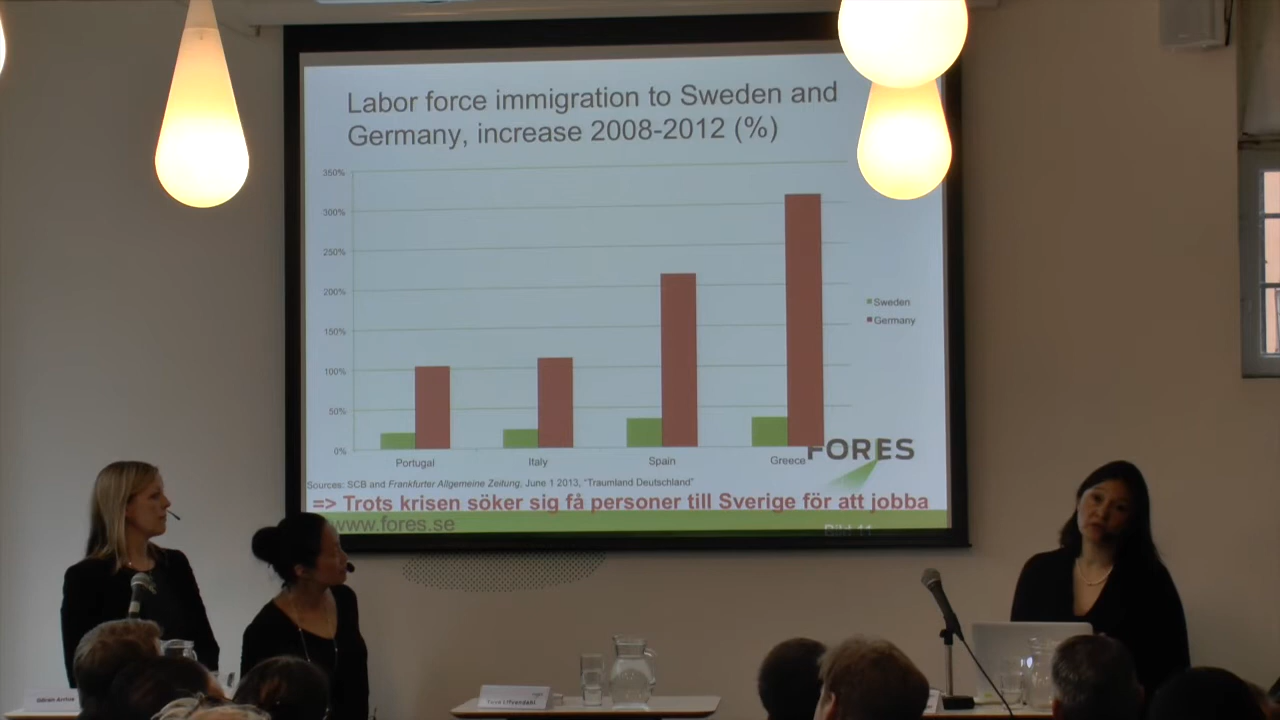 Labor force immigration to Sweden and
Germany, increase 2008-2012 (%)
350%
300%
250%
200%
150%
100%
50%
0%
Portugal
Italy
Spain
Greece
Sweden
Germany
FORES
Sources: SCB and Frankfurter Allgemeine Zeitung, June 1 2013, "Traumland Deutschland"
=> Trots krisen söker sig få personer till Sverige för att jobba
www.fores.se
Bild 11